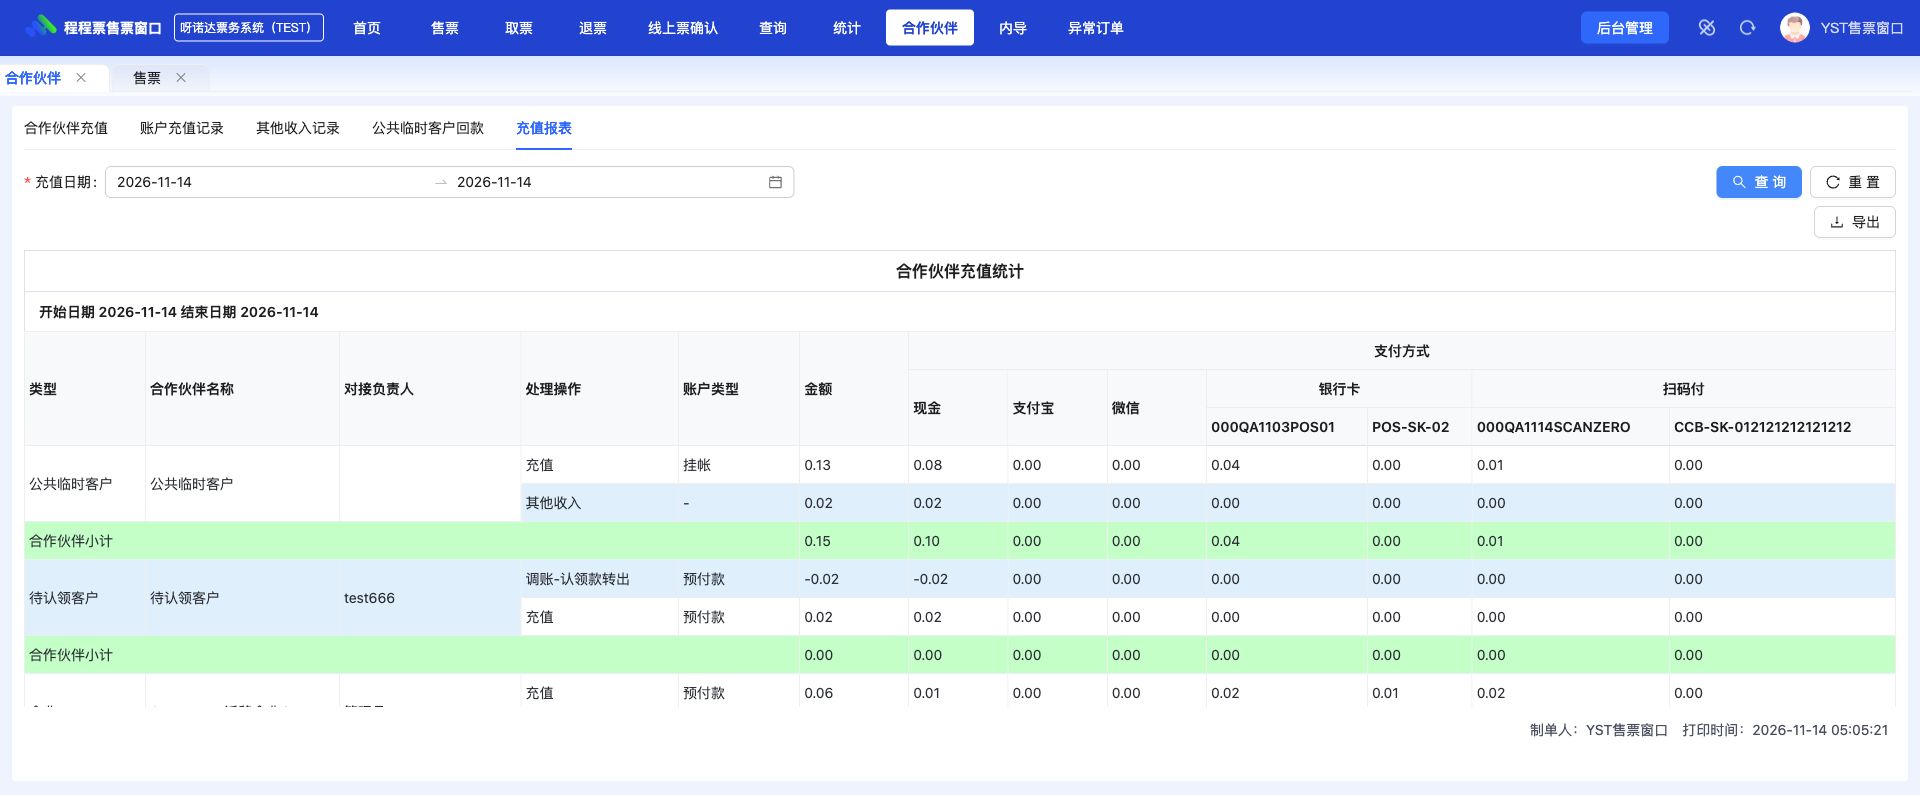 程程票售票窗口 呀诺达票务系统（TEST） 首页 售票 取票 退票 线上票确认 查询 统计 合作伙伴 内导 异常订单 后台管理 YST售票窗口
合作伙伴 售票
合作伙伴充值 账户充值记录 其他收入记录 公共临时客户回款 充值报表
* 充值日期: 2026-11-14 → 2026-11-14 查 询 重 置
导出
合作伙伴充值统计
开始日期 2026-11-14 结束日期 2026-11-14
类型 合作伙伴名称 对接负责人 处理操作 账户类型 金额 支付方式
现金 支付宝 微信 银行卡 扫码付
000QA1103POS01 POS-SK-02 000QA1114SCANZERO CCB-SK-012121212121212
公共临时客户 公共临时客户 充值 挂帐 0.13 0.08 0.00 0.00 0.04 0.00 0.01 0.00
其他收入 - 0.02 0.02 0.00 0.00 0.00 0.00 0.00 0.00
合作伙伴小计 0.15 0.10 0.00 0.00 0.04 0.00 0.01 0.00
待认领客户 待认领客户 test666 调账-认领款转出 预付款 -0.02 -0.02 0.00 0.00 0.00 0.00 0.00 0.00
充值 预付款 0.02 0.02 0.00 0.00 0.00 0.00 0.00 0.00
合作伙伴小计 0.00 0.00 0.00 0.00 0.00 0.00 0.00 0.00
充值 预付款 0.06 0.01 0.00 0.00 0.02 0.01 0.02 0.00
制单人：YST售票窗口 打印时间：2026-11-14 05:05:21